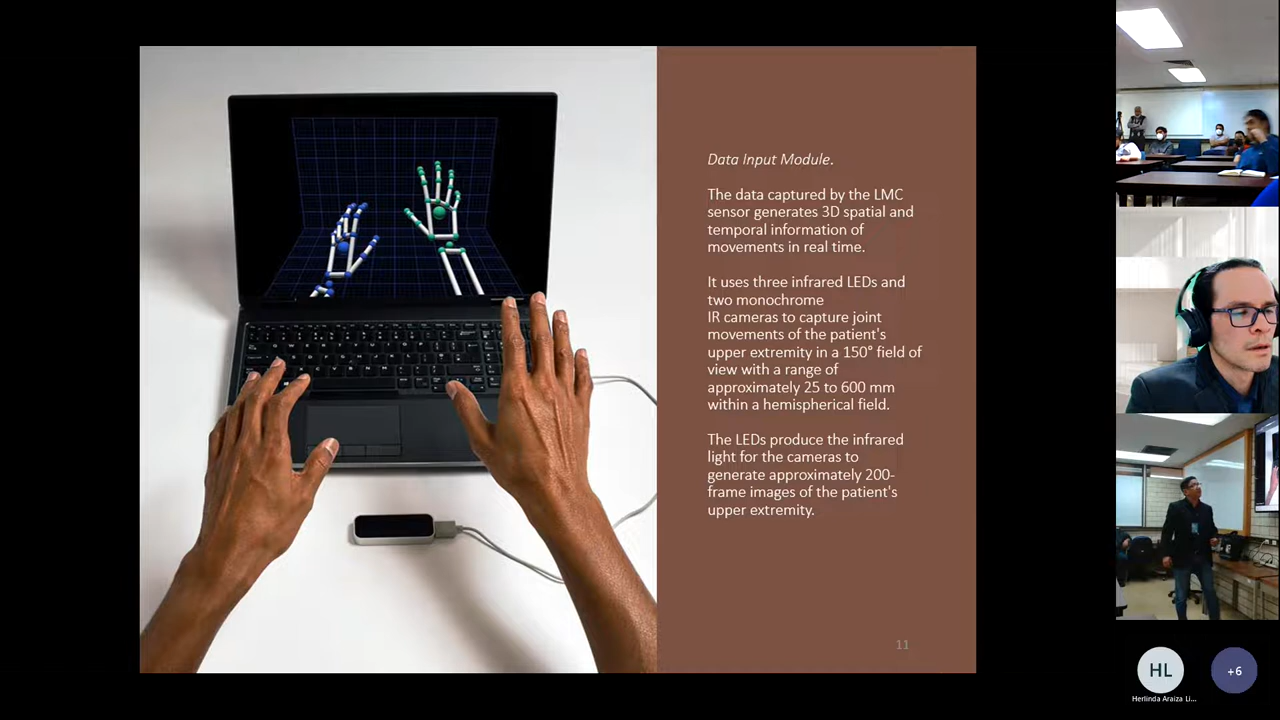 Data Input Module.
The data captured by the LMC
sensor generates 3D spatial and
temporal information of
movements in real time.
It uses three infrared LEDs and
two monochrome
IR cameras to capture joint
movements of the patient's
upper extremity in a 150° field of
view with a range of
approximately 25 to 600 mm
within a hemispherical field.
The LEDs produce the infrared
light for the cameras to
generate approximately 200-
frame images of the patient's
upper extremity.
11
HL
+6
Herlinda Araiza Li...